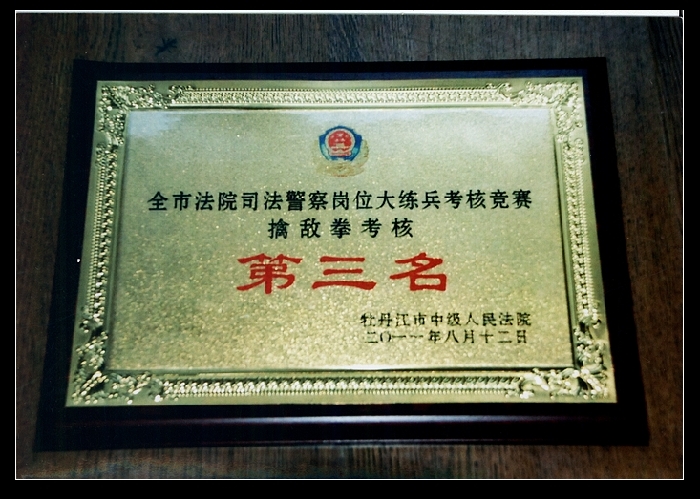 全市法院司法警察岗位大练兵考核竞赛
擒敌拳考核
第三名
牡丹江市中级人民法院
二〇一一年八月十二日